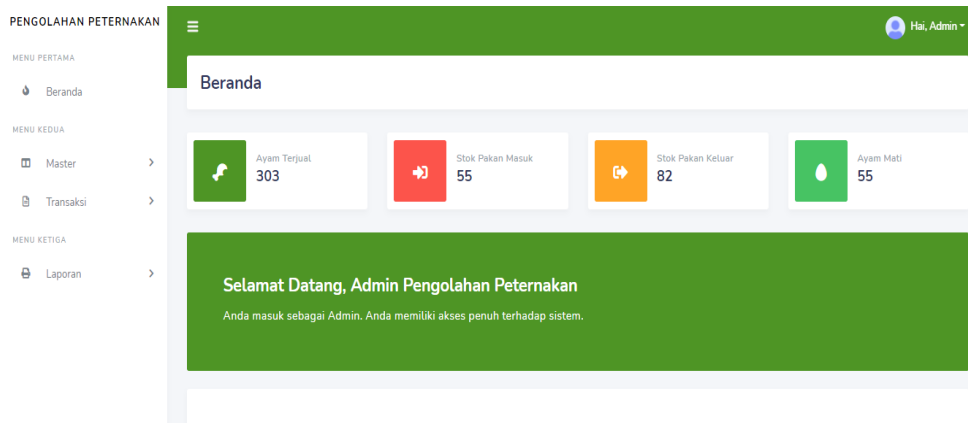 PENGOLAHAN PETERNAKAN
Hai, Admin
MENU PERTAMA
Beranda
MENU KEDUA
Master
Transaksi
MENU KETIGA
Laporan
Beranda
Ayam Terjual
303
Stok Pakan Masuk
55
Stok Pakan Keluar
82
Ayam Mati
55
Selamat Datang, Admin Pengolahan Peternakan
Anda masuk sebagai Admin. Anda memiliki akses penuh terhadap sistem.